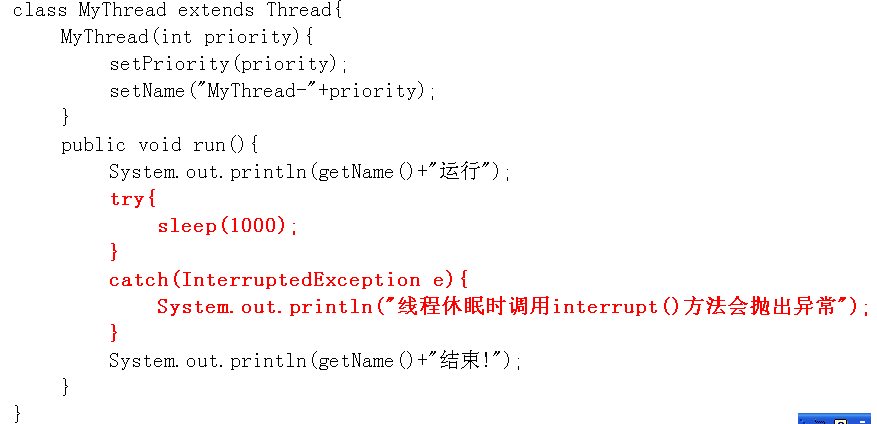 class MyThread extends Thread{
    MyThread(int priority){
        setPriority(priority);
        setName("MyThread-"+priority);
    }
    public void run(){
        System.out.println(getName()+"运行");
        try{
            sleep(1000);
        }
        catch(InterruptedException e){
            System.out.println("线程休眠时调用interrupt()方法会抛出异常");
        }
        System.out.println(getName()+"结束!");
    }
}